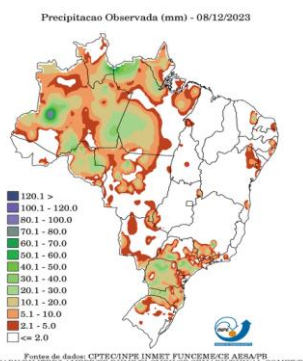 Precipitacao Observada (mm) - 08/12/2023
120.1 >
100.1 - 120.0
80.1 - 100.0
70.1 - 80.0
60.1 - 70.0
50.1 - 60.0
40.1 - 50.0
30.1 - 40.0
20.1 - 30.0
10.1 - 20.0
5.1 - 10.0
2.1 - 5.0
<= 2.0
Fontes de dados: CPTEC/INPE INMET FUNCEME/CE AESA/PB